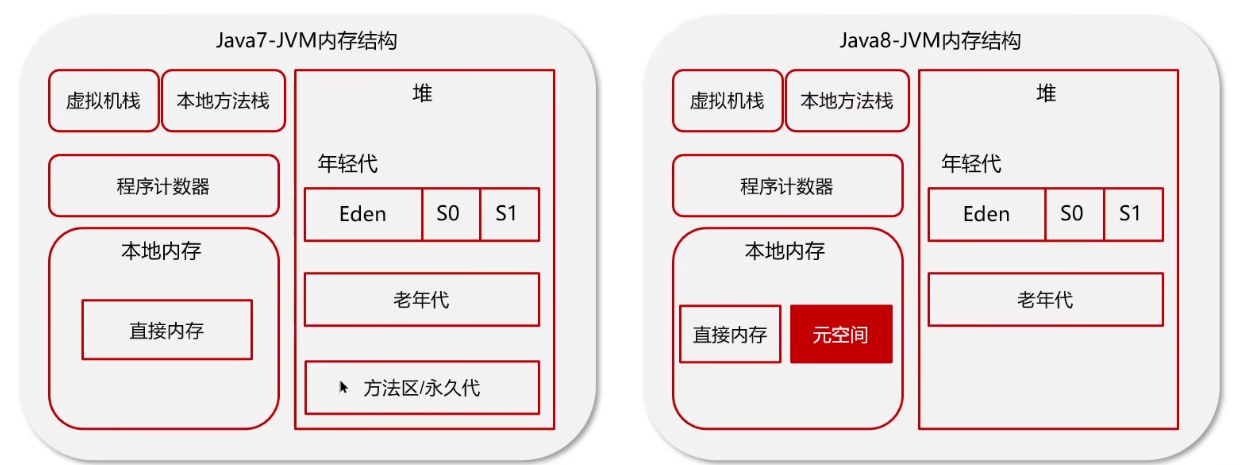 Java7-JVM内存结构
虚拟机栈
本地方法栈
程序计数器
本地内存
直接内存
堆
年轻代
Eden
S0
S1
老年代
方法区/永久代
Java8-JVM内存结构
虚拟机栈
本地方法栈
程序计数器
本地内存
直接内存
元空间
堆
年轻代
Eden
S0
S1
老年代